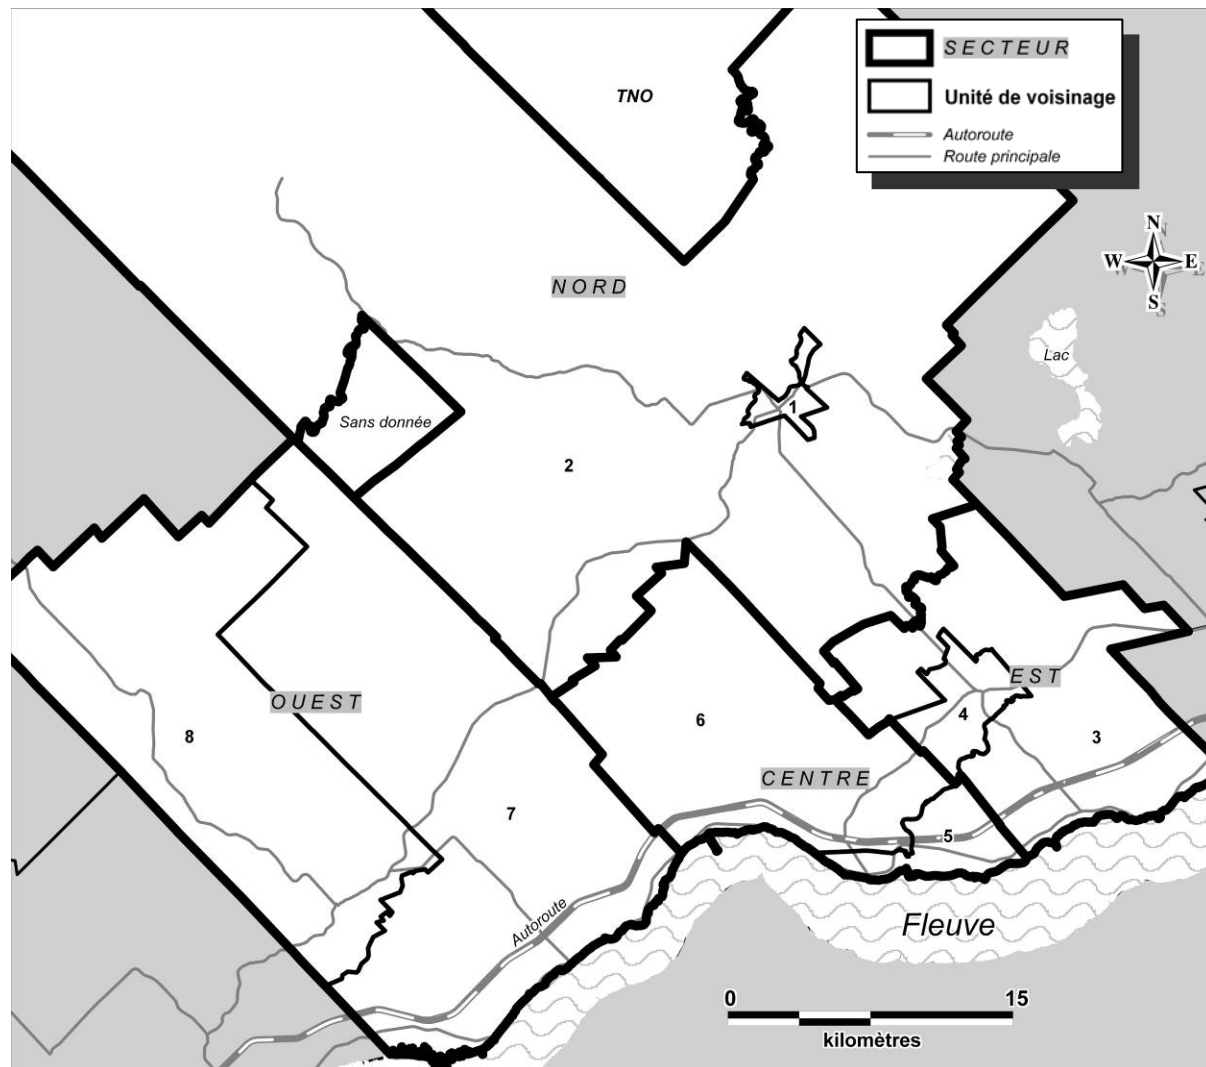 SECTEUR
Unité de voisinage
Autoroute
Route principale
TNO
N
W E
S
NORD
Lac
1
Sans donnée
2
EST
OUEST
4
6
3
8
CENTRE
7
5
Autoroute
Fleuve
0 15
kilomètres